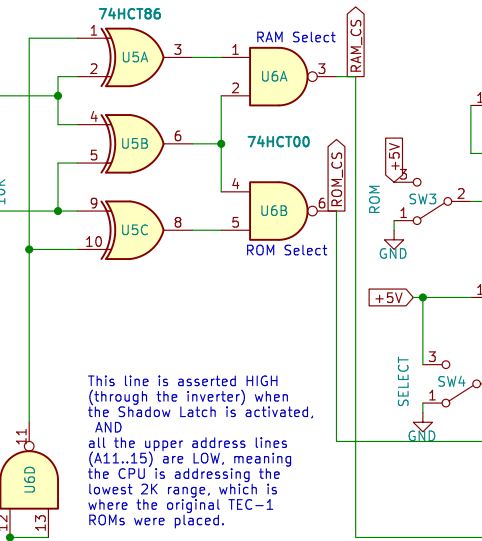 74HCT86
1
2
U5A
3
4
5
U5B
6
9
10
U5C
8
RAM Select
1
2
U6A
3
RAM_CS
74HCT00
4
5
U6B
6
ROM_CS
ROM Select
10K
+5V
3
ROM
SW3
2
1
GND
1
+5V
1
SELECT
3
SW4
1
GND
This line is asserted HIGH
(through the inverter) when
the Shadow Latch is activated,
AND
all the upper address lines
(A11..15) are LOW, meaning
the CPU is addressing the
lowest 2K range, which is
where the original TEC-1
ROMs were placed.
11
U6D
12
13